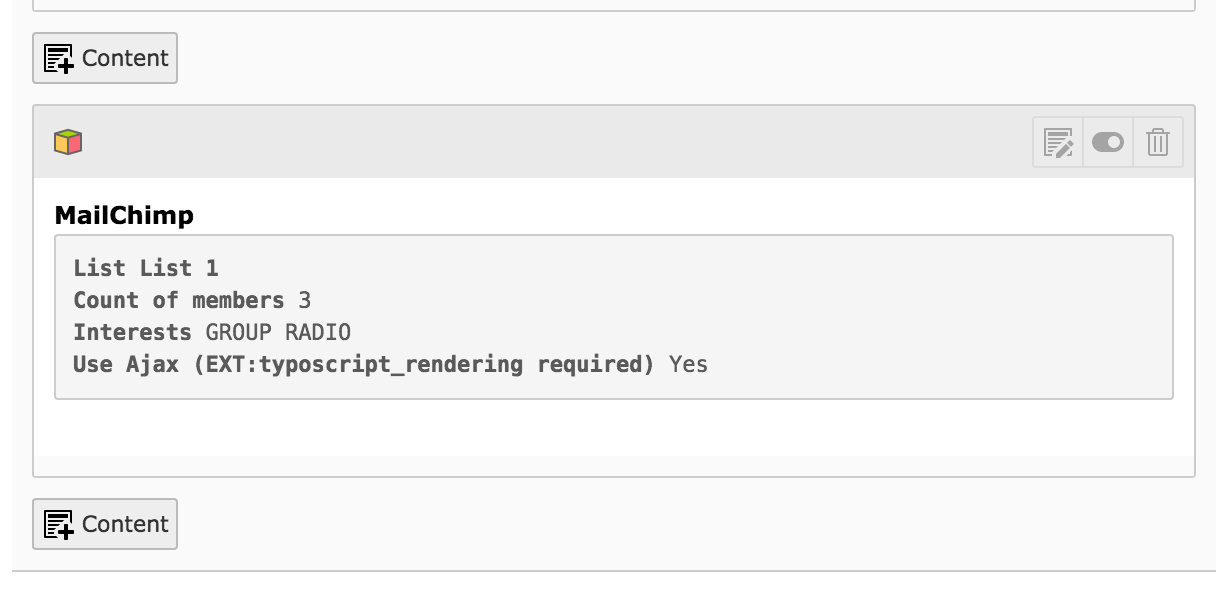 Content
MailChimp
List List 1
Count of members 3
Interests GROUP RADIO
Use Ajax (EXT:typoscript_rendering required) Yes
Content